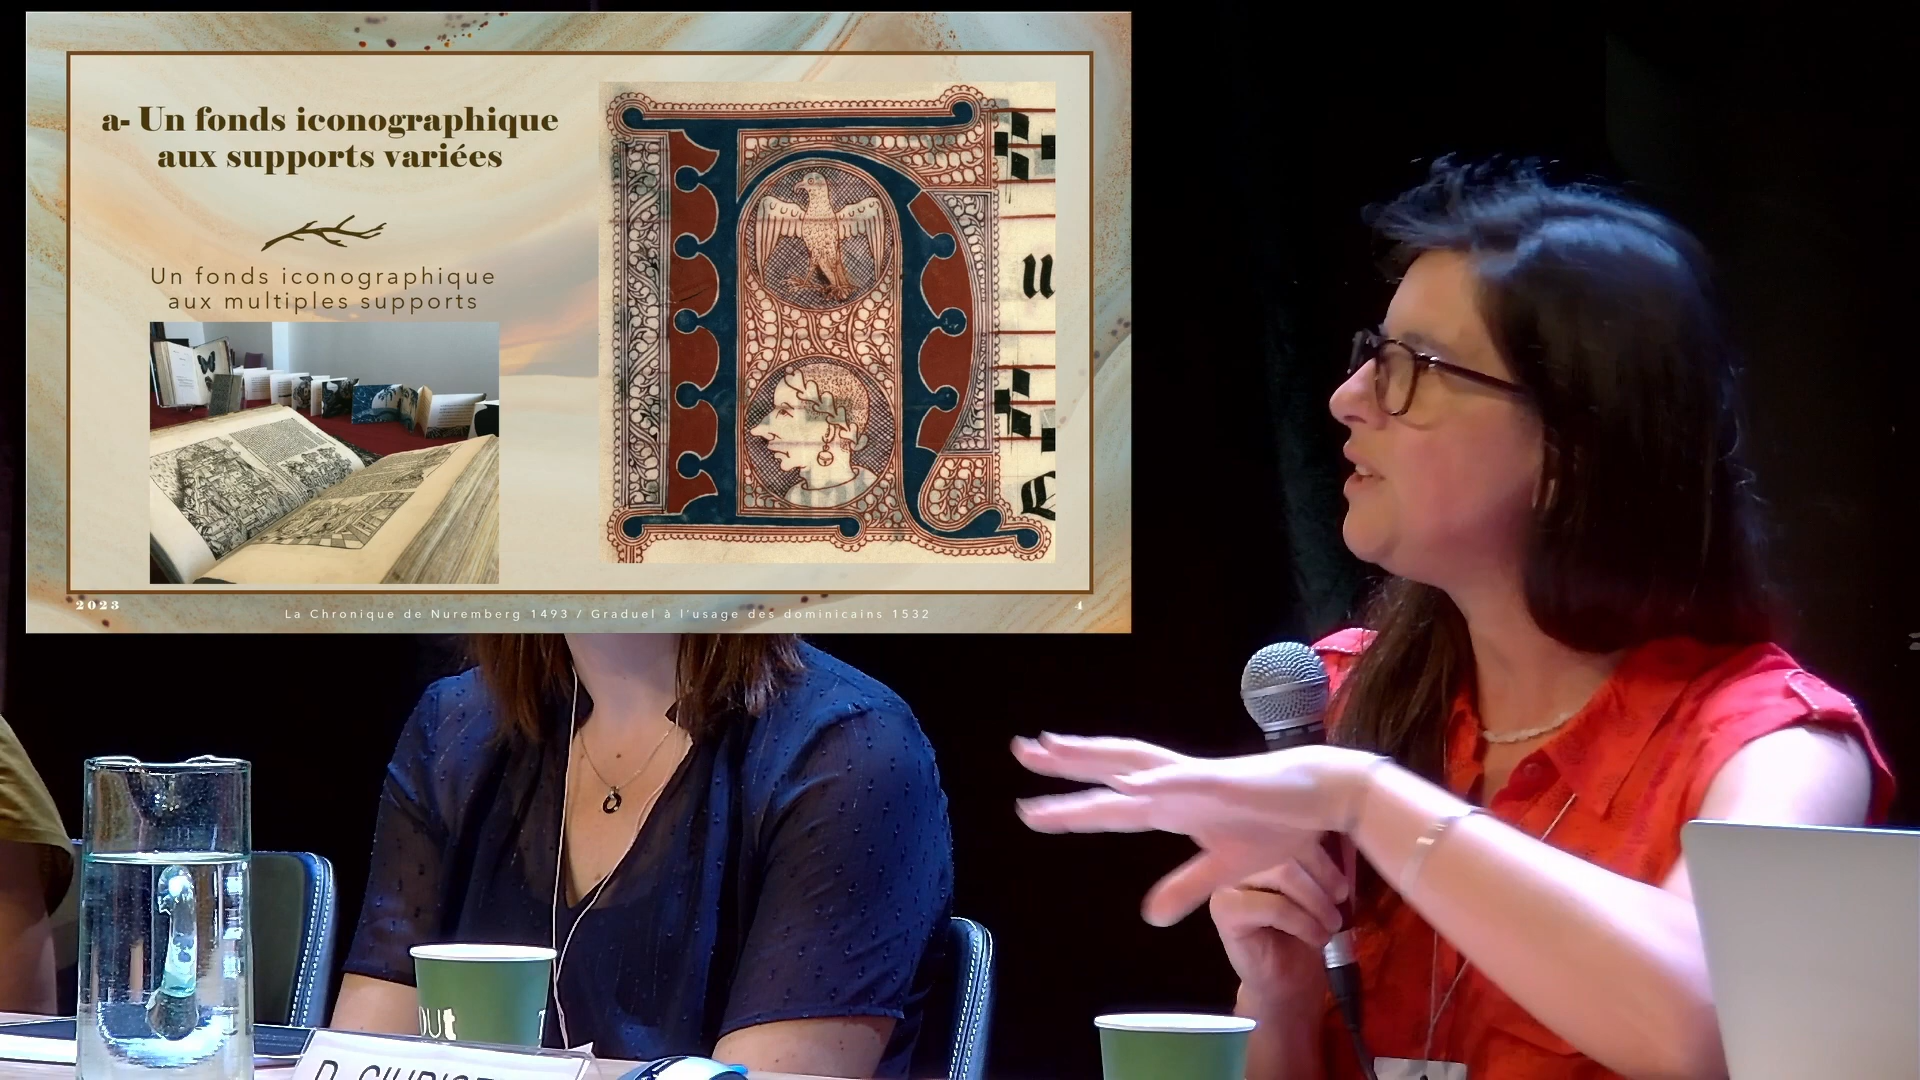 a- Un fonds iconographique
aux supports variées
Un fonds iconographique
aux multiples supports
2023
La Chronique de Nuremberg 1493 / Graduel à l'usage des dominicains 1532
4